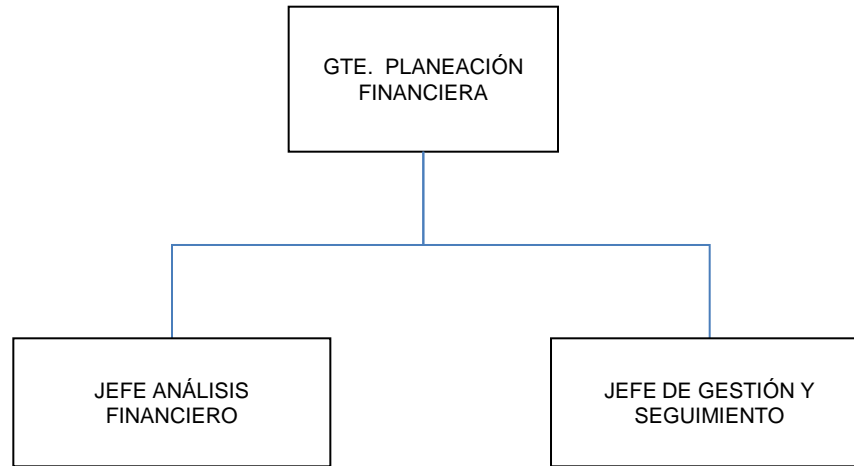 GTE. PLANEACIÓN
FINANCIERA
JEFE ANÁLISIS
FINANCIERO
JEFE DE GESTIÓN Y
SEGUIMIENTO